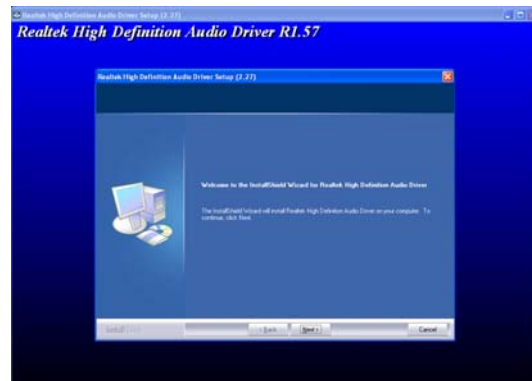 Realtek High Definition Audio Driver Setup (2.27)
Realtek High Definition Audio Driver R1.57
Realtek High Definition Audio Driver Setup (2.27)
Welcome to the InstallShield Wizard for Realtek High Definition Audio Driver
The InstallShield Wizard will install Realtek High Definition Audio Driver on your computer. To
continue, click Next.
InstallShield
< Back
Next >
Cancel